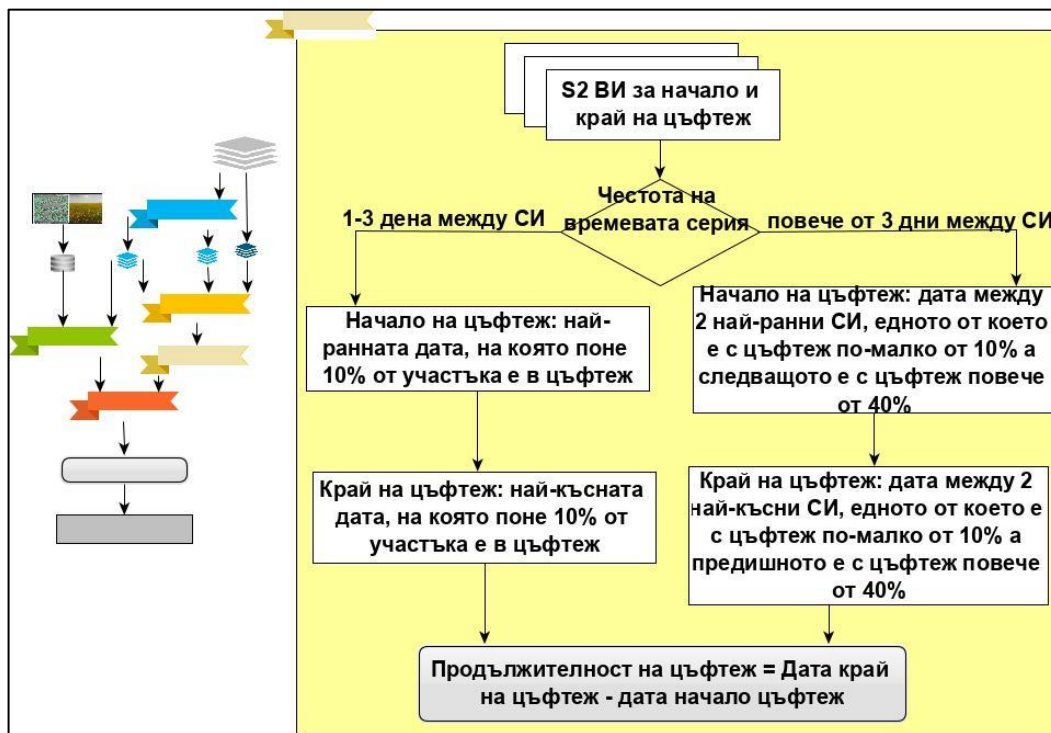 S2 ВИ за начало и
край на цъфтеж
Честота на
времевата серия
1-3 дена между СИ
повече от 3 дни между СИ
Начало на цъфтеж: най-
ранната дата, на която поне
10% от участъка е в цъфтеж
Начало на цъфтеж: дата между
2 най-ранни СИ, едното от което
е с цъфтеж по-малко от 10% а
следващото е с цъфтеж повече
от 40%
Край на цъфтеж: най-късната
дата, на която поне 10% от
участъка е в цъфтеж
Край на цъфтеж: дата между 2
най-късни СИ, едното от което е
с цъфтеж по-малко от 10% а
предишното е с цъфтеж повече
от 40%
Продължителност на цъфтеж = Дата край
на цъфтеж - дата начало цъфтеж